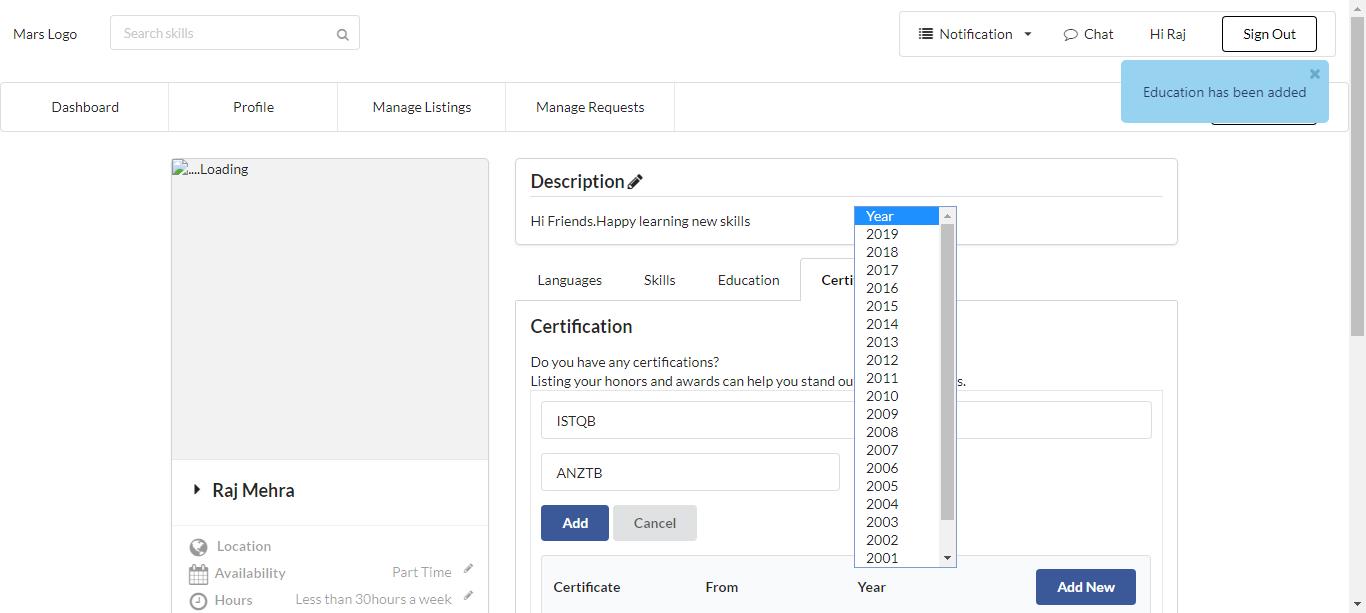 Mars Logo
Search skills
Notification
Chat
Hi Raj
Sign Out
Education has been added
Dashboard
Profile
Manage Listings
Manage Requests
....Loading
Raj Mehra
Location
Availability
Part Time
Hours
Less than 30hours a week
Description
Hi Friends.Happy learning new skills
Languages
Skills
Education
Certi
Certification
Do you have any certifications?
Listing your honors and awards can help you stand ou s.
ISTQB
ANZTB
Year
2019
2018
2017
2016
2015
2014
2013
2012
2011
2010
2009
2008
2007
2006
2005
2004
2003
2002
2001
Add
Cancel
Certificate
From
Year
Add New